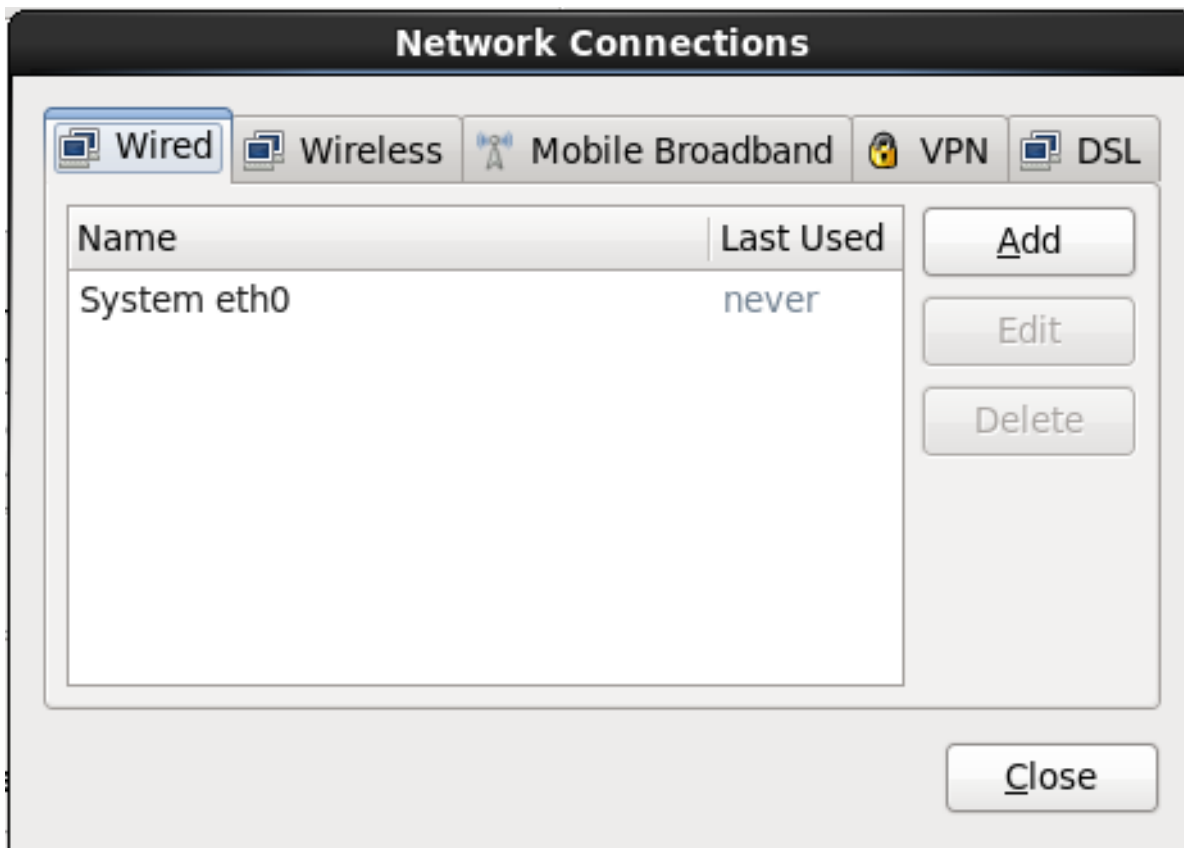 Network Connections
Wired Wireless Mobile Broadband VPN DSL
Name Last Used Add
System eth0 never
Edit
Delete
Close